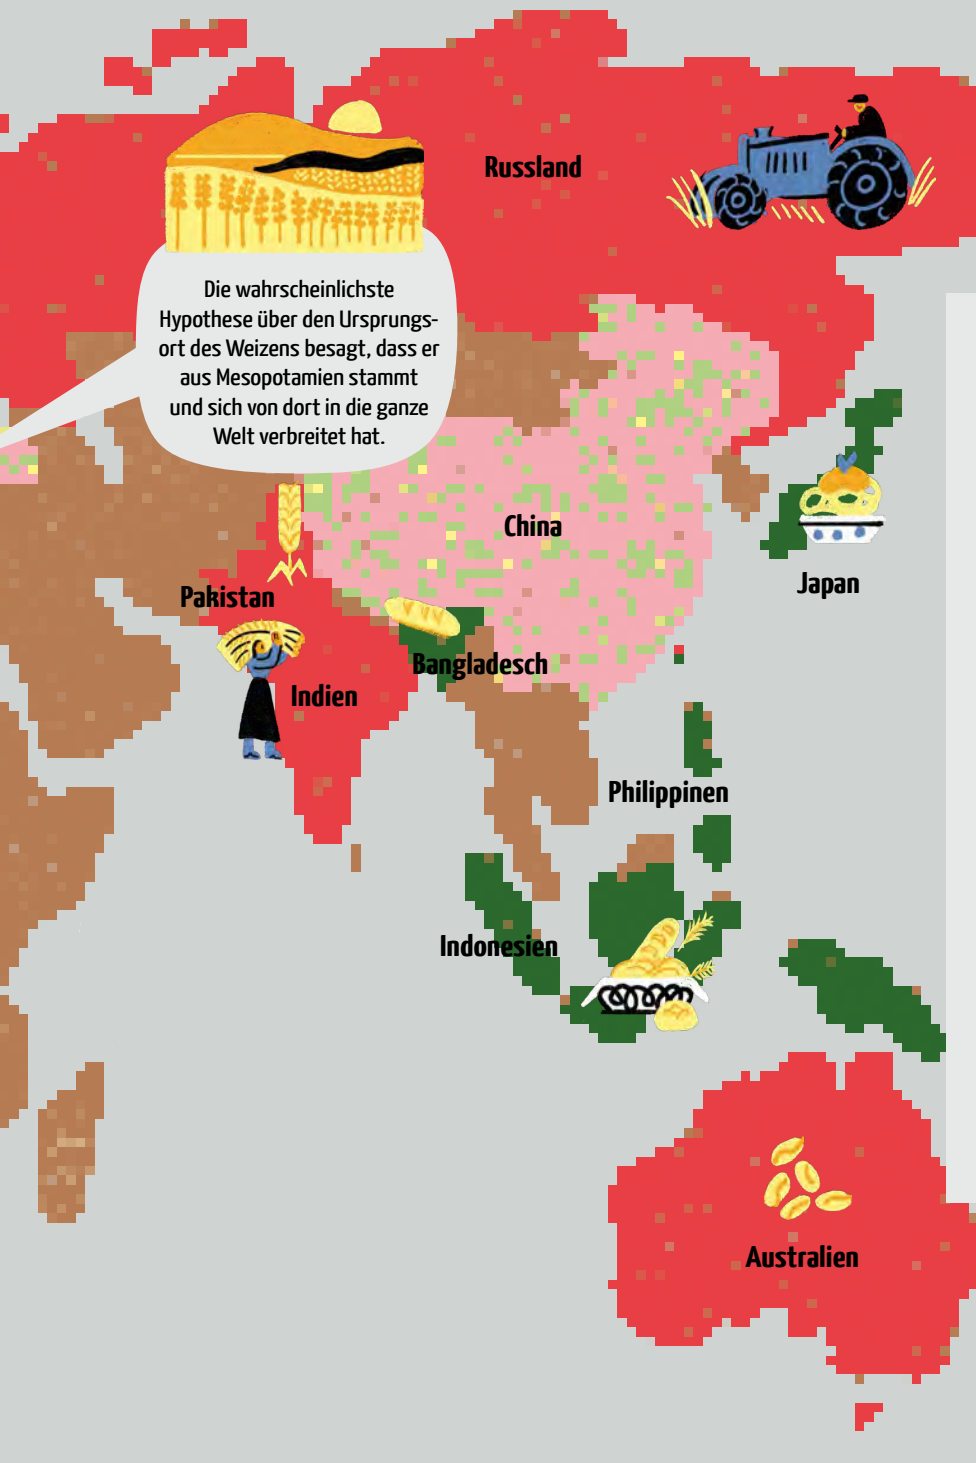 Russland
Die wahrscheinlichste
Hypothese über den Ursprungs-
ort des Weizens besagt, dass er
aus Mesopotamien stammt
und sich von dort in die ganze
Welt verbreitet hat.
China
Japan
Pakistan
Bangladesch
Indien
Philippinen
Indonesien
Australien